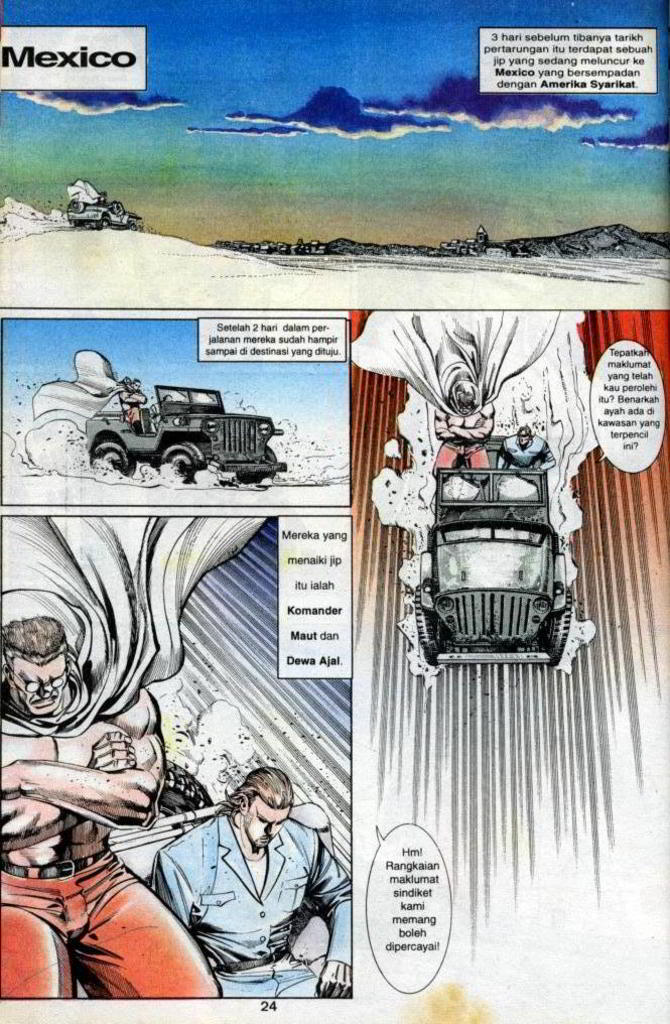 Mexico
3 hari sebelum tibanya tarikh
pertarungan itu terdapat sebuah
jip yang sedang meluncur ke
Mexico yang bersempadan
dengan Amerika Syarikat.
Setelah 2 hari dalam per-
jalanan mereka sudah hampir
sampai di destinasi yang dituju.
Tepatkah
maklumat
yang telah
kau perolehi
itu? Benarkah
ayah ada di
kawasan yang
terpencil
ini?
Mereka yang
menaiki jip
itu ialah
Komander
Maut dan
Dewa Ajal.
Hm!
Rangkaian
maklumat
sindiket
kami
memang
boleh
dipercayai!
24